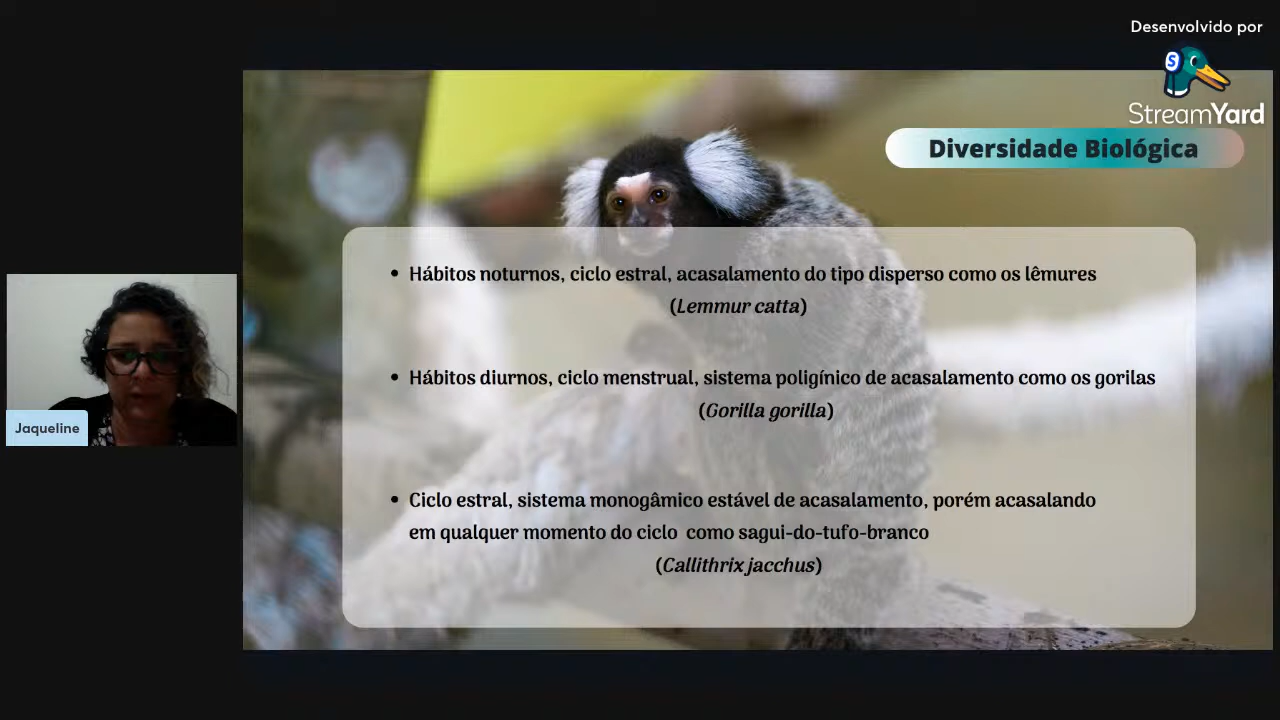 Desenvolvido por
StreamYard
Diversidade Biológica
• Hábitos noturnos, ciclo estral, acasalamento do tipo disperso como os lêmures
(Lemmur catta)
• Hábitos diurnos, ciclo menstrual, sistema poligínico de acasalamento como os gorilas
(Gorilla gorilla)
• Ciclo estral, sistema monogâmico estável de acasalamento, porém acasalando
em qualquer momento do ciclo como sagui-do-tufo-branco
(Callithrix jacchus)
Jaqueline